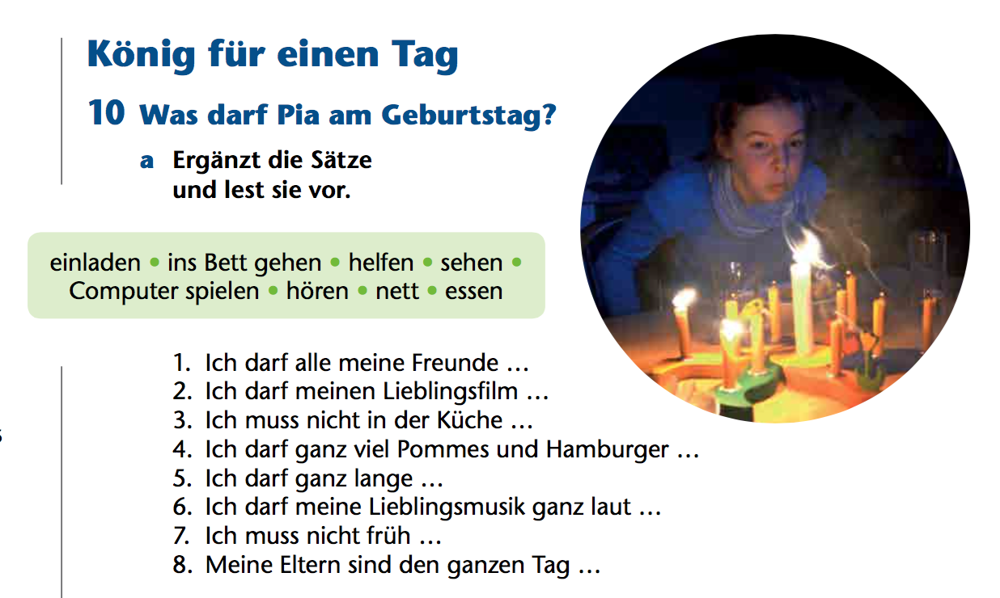 König für einen Tag
10 Was darf Pia am Geburtstag?
a Ergänzt die Sätze
und lest sie vor.
einladen • ins Bett gehen • helfen • sehen •
Computer spielen • hören • nett • essen
1. Ich darf alle meine Freunde …
2. Ich darf meinen Lieblingsfilm …
3. Ich muss nicht in der Küche …
4. Ich darf ganz viel Pommes und Hamburger …
5. Ich darf ganz lange …
6. Ich darf meine Lieblingsmusik ganz laut …
7. Ich muss nicht früh …
8. Meine Eltern sind den ganzen Tag …